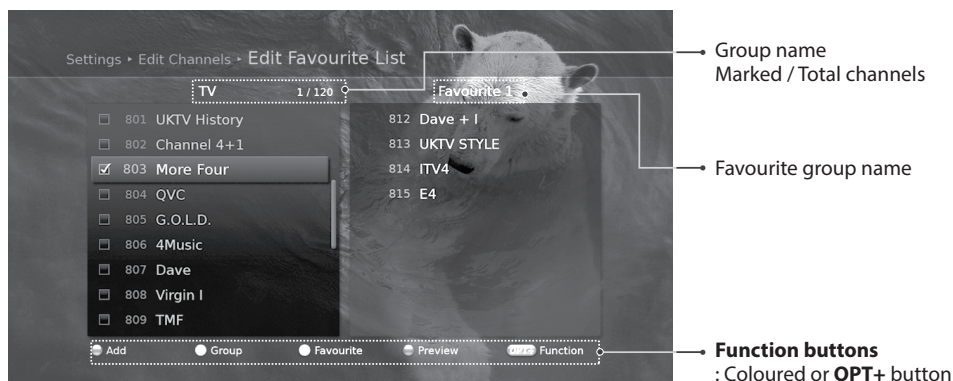 Settings ▸ Edit Channels ▸ Edit Favourite List
TV 1 / 120
Favourite 1
801 UKTV History
802 Channel 4+1
803 More Four
804 QVC
805 G.O.L.D.
806 4Music
807 Dave
808 Virgin I
809 TMF
812 Dave + I
813 UKTV STYLE
814 ITV4
815 E4
Add Group Favourite Preview OPT+ Function
Group name
Marked / Total channels
Favourite group name
Function buttons
: Coloured or OPT+ button